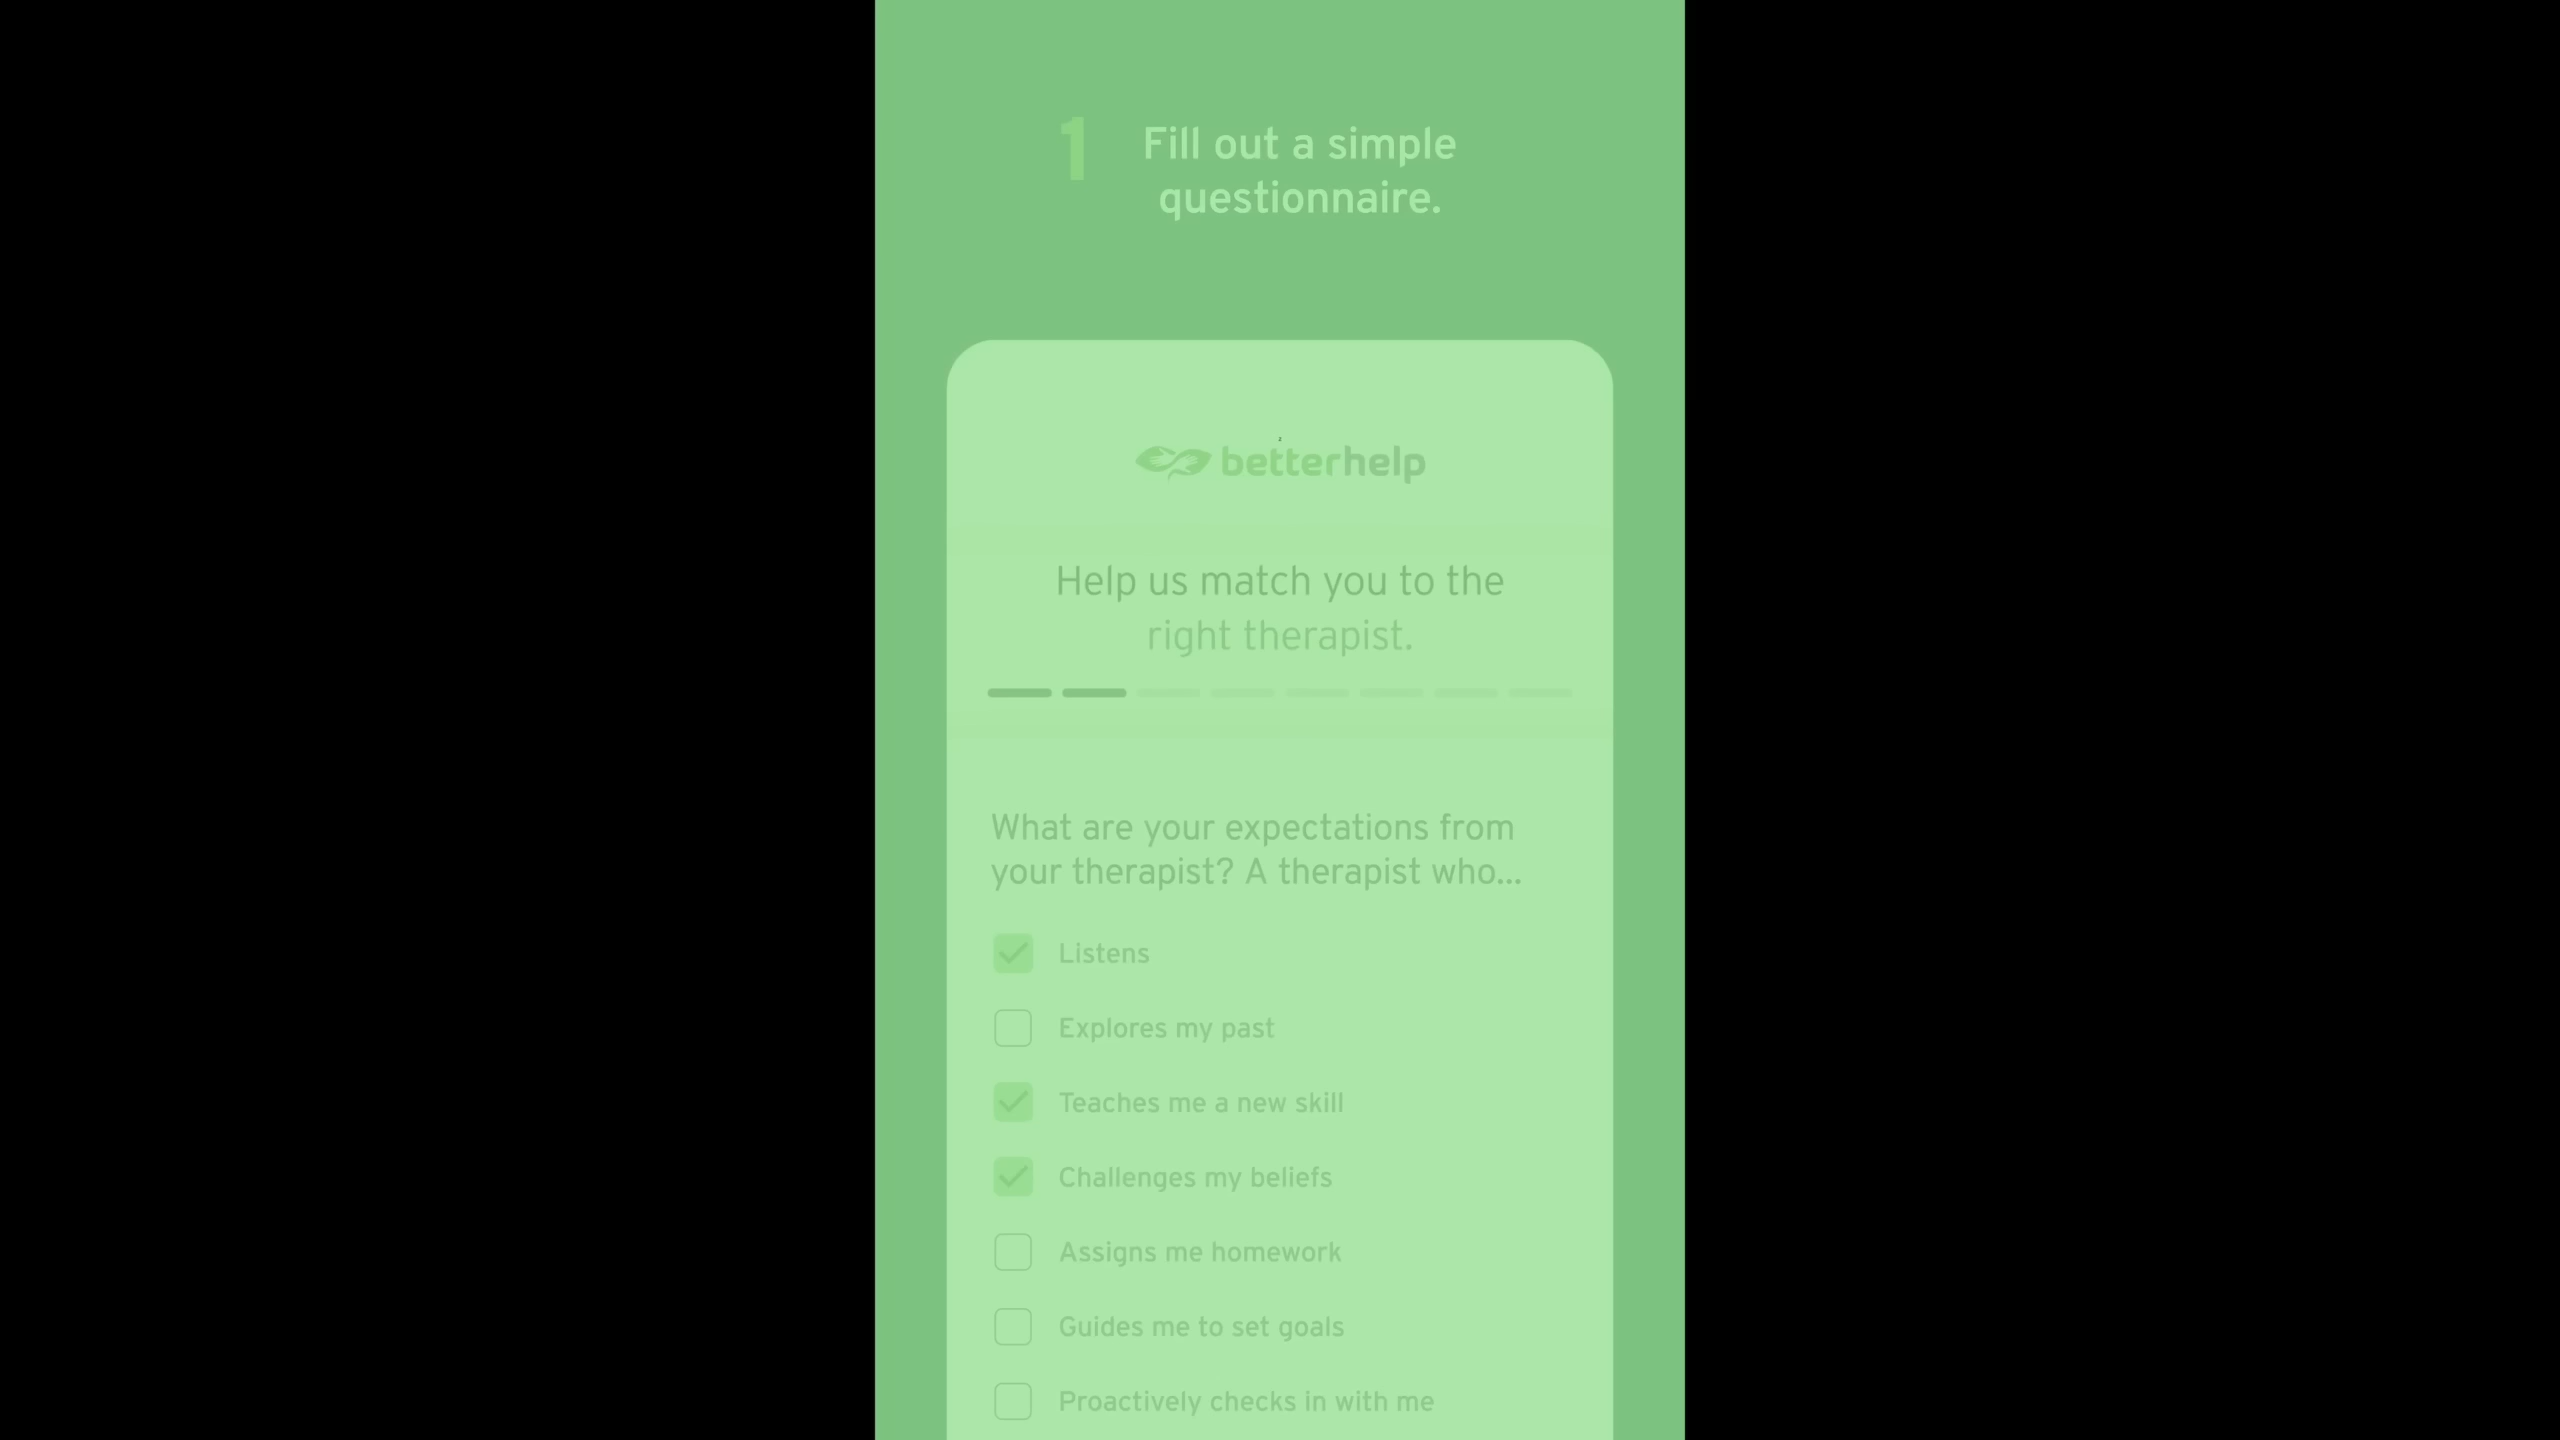 1 Fill out a simple
questionnaire.
betterhelp
Help us match you to the
right therapist.
What are your expectations from
your therapist? A therapist who...
Listens
Explores my past
Teaches me a new skill
Challenges my beliefs
Assigns me homework
Guides me to set goals
Proactively checks in with me